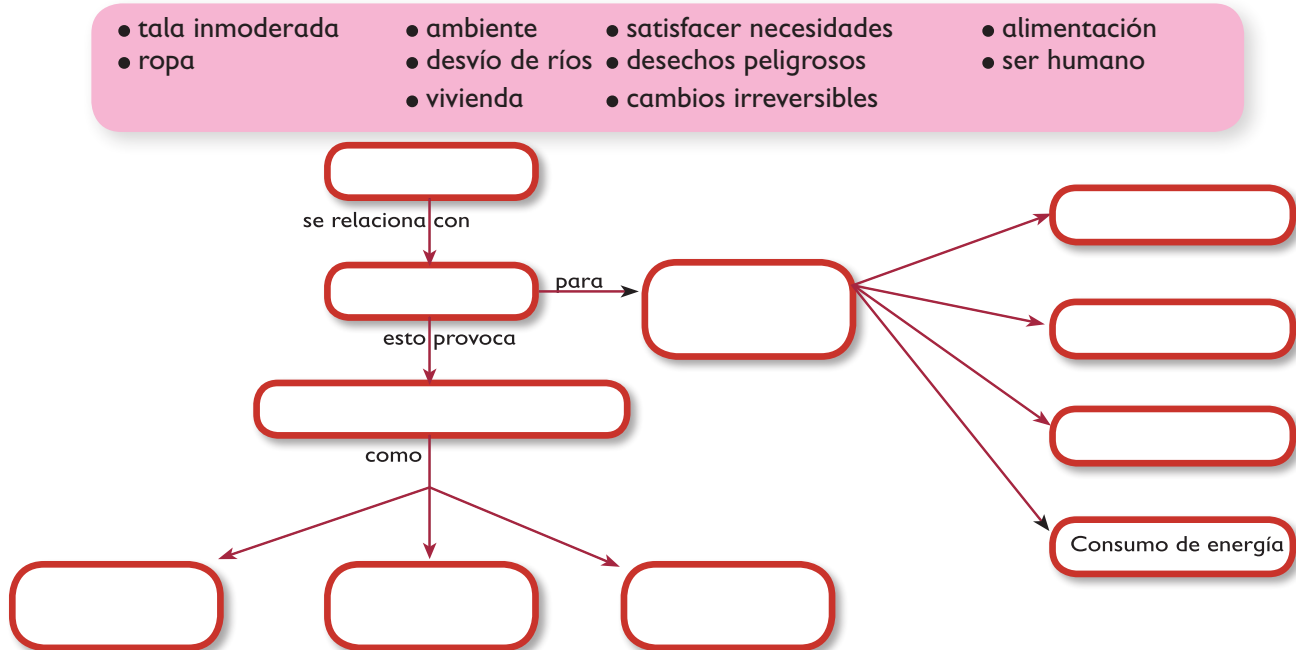 • tala inmoderada • ambiente • satisfacer necesidades • alimentación
• ropa • desvío de ríos • desechos peligrosos • ser humano
• vivienda • cambios irreversibles
se relaciona con
para
esto provoca
como
Consumo de energía